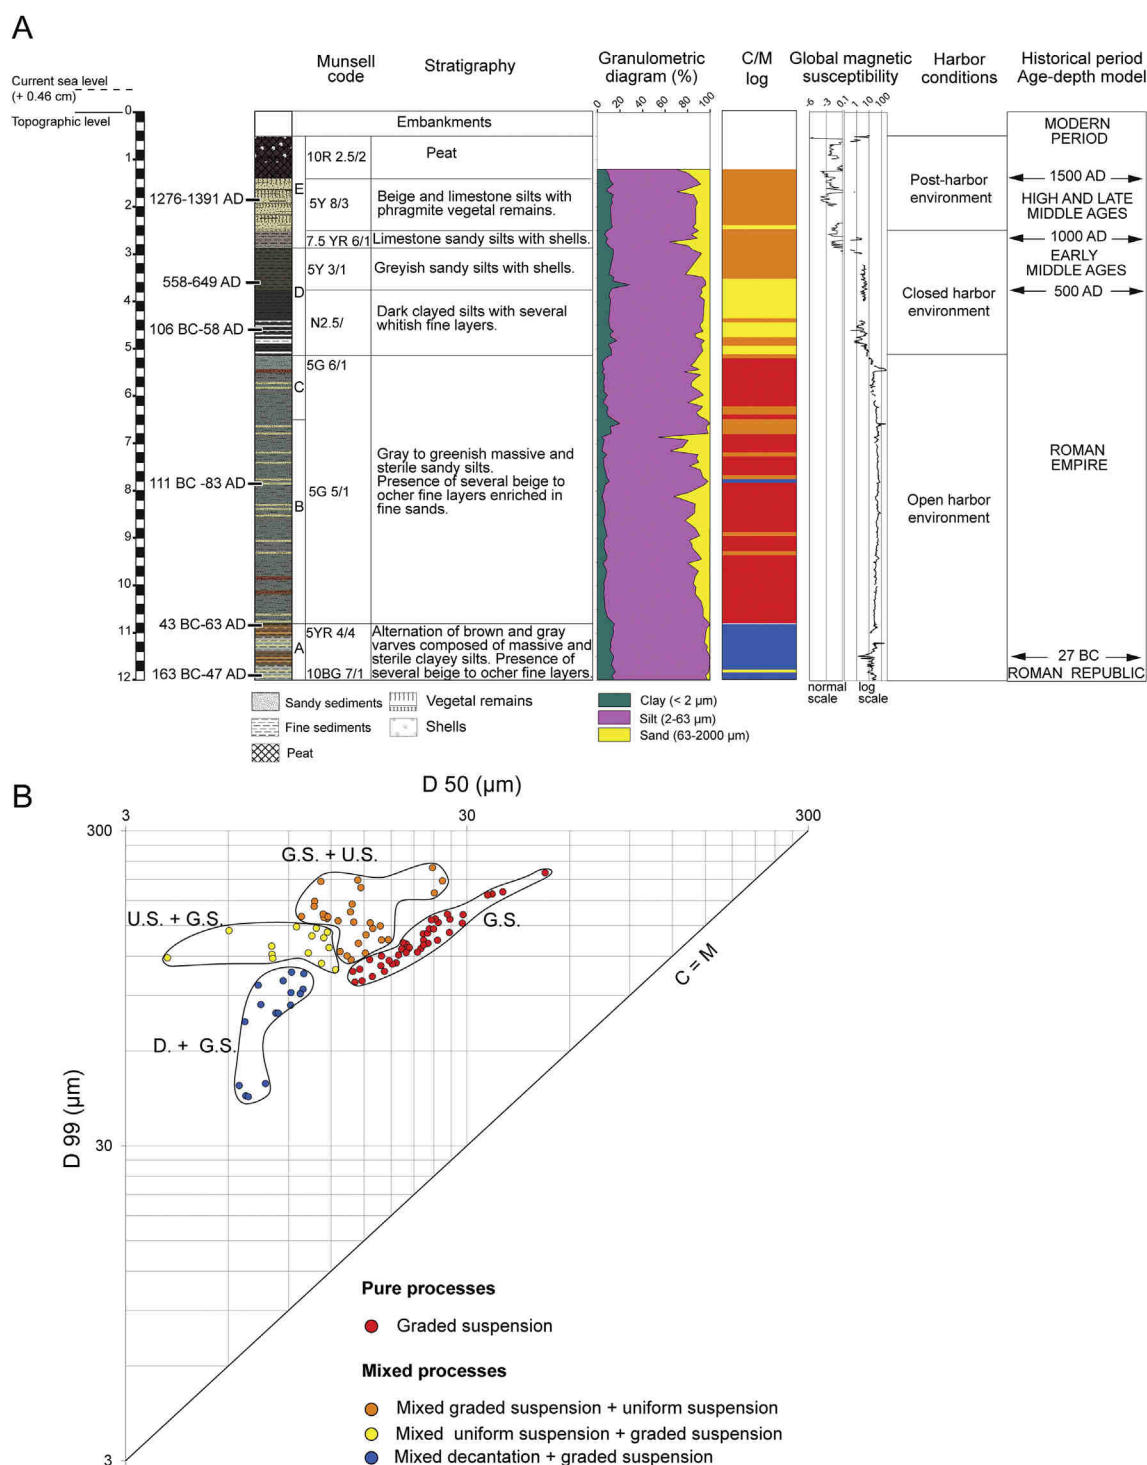 A
Munsell code
Stratigraphy
Granulometric diagram (%)
C/M log
Global magnetic susceptibility
Harbor conditions
Historical period
Age-depth model
Current sea level
(+ 0.46 cm)
Topographic level
0
1
2
3
4
5
6
7
8
9
10
11
12
1276-1391 AD
558-649 AD
106 BC-58 AD
111 BC -83 AD
43 BC-63 AD
163 BC-47 AD
E
D
C
B
A
0 20 40 60 80 100
-6 -3 0.1 1 10 100
Embankments
10R 2.5/2
Peat
5Y 8/3
Beige and limestone silts with
phragmite vegetal remains.
7.5 YR 6/1
Limestone sandy silts with shells.
5Y 3/1
Greyish sandy silts with shells.
N2.5/
Dark clayed silts with several
whitish fine layers.
5G 6/1
5G 5/1
Gray to greenish massive and
sterile sandy silts.
Presence of several beige to
ocher fine layers enriched in
fine sands.
5YR 4/4
10BG 7/1
Alternation of brown and gray
varves composed of massive and
sterile clayey silts. Presence of
several beige to ocher fine layers.
Post-harbor
environment
Closed harbor
environment
Open harbor
environment
MODERN
PERIOD
1500 AD
HIGH AND LATE
MIDDLE AGES
1000 AD
EARLY
MIDDLE AGES
500 AD
ROMAN
EMPIRE
27 BC
ROMAN REPUBLIC
normal
scale
log
scale
Sandy sediments
Fine sediments
Peat
Vegetal remains
Shells
Clay (< 2 µm)
Silt (2-63 µm)
Sand (63-2000 µm)
B
D 50 (µm)
3 30 300
300
30
3
D 99 (µm)
G.S. + U.S.
U.S. + G.S.
G.S.
D. + G.S.
C = M
Pure processes
Graded suspension
Mixed processes
Mixed graded suspension + uniform suspension
Mixed uniform suspension + graded suspension
Mixed decantation + graded suspension